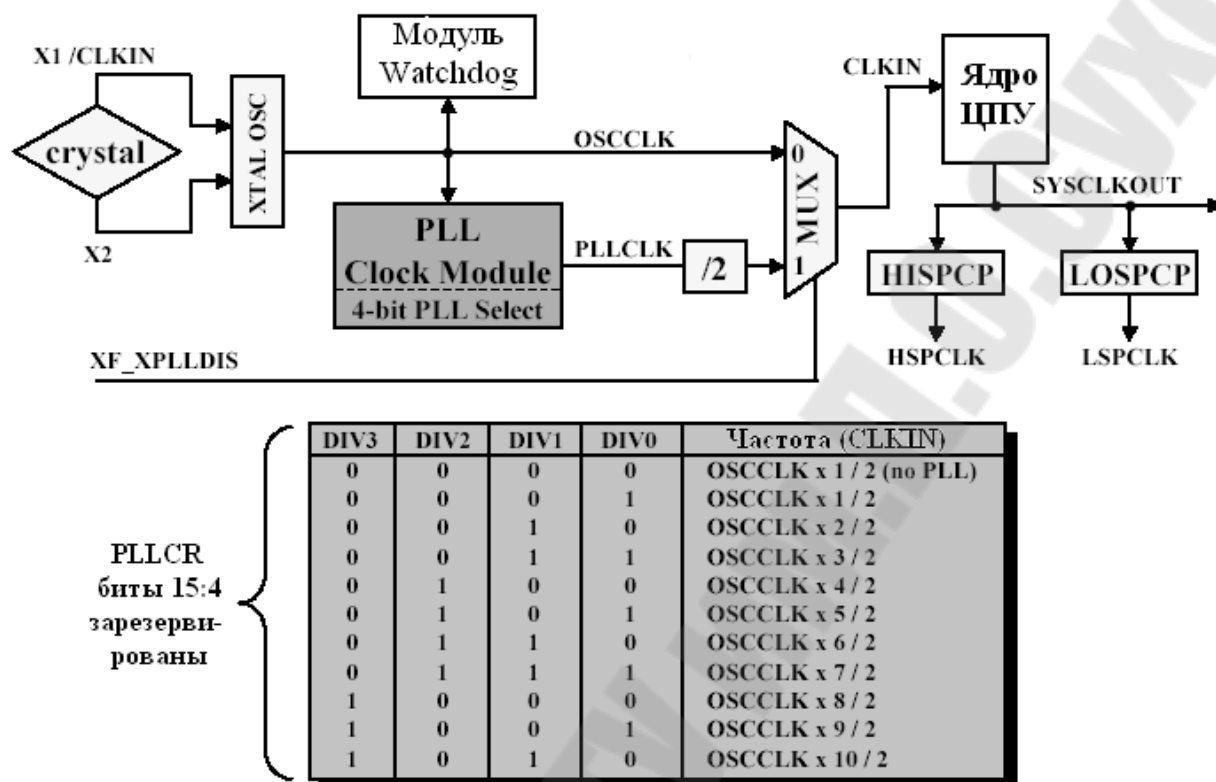 X1 /CLKIN
crystal
X2
XTAL OSC
Модуль
Watchdog
OSCCLK
PLL
Clock Module
4-bit PLL Select
PLLCLK
/2
0
MUX
1
XF_XPLLDIS
CLKIN
Ядро
ЦПУ
SYSCLKOUT
HISPCP
LOSPCP
HSPCLK
LSPCLK
PLLCR
биты 15:4
зарезерви-
рованы
DIV3 DIV2 DIV1 DIV0 Частота (CLKIN)
0 0 0 0 OSCCLK x 1 / 2 (no PLL)
0 0 0 1 OSCCLK x 1 / 2
0 0 1 0 OSCCLK x 2 / 2
0 0 1 1 OSCCLK x 3 / 2
0 1 0 0 OSCCLK x 4 / 2
0 1 0 1 OSCCLK x 5 / 2
0 1 1 0 OSCCLK x 6 / 2
0 1 1 1 OSCCLK x 7 / 2
1 0 0 0 OSCCLK x 8 / 2
1 0 0 1 OSCCLK x 9 / 2
1 0 1 0 OSCCLK x 10 / 2